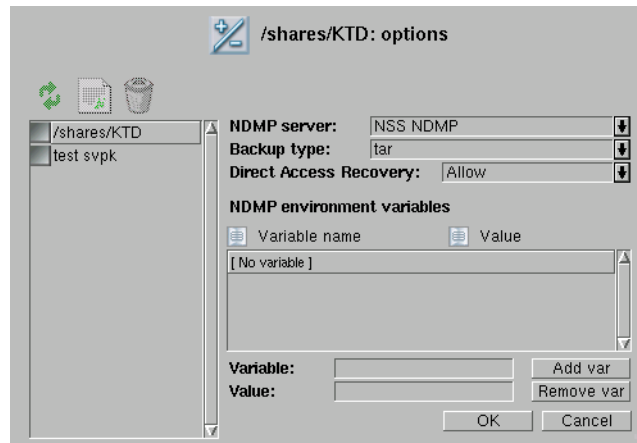 /shares/KTD: options
/shares/KTD
test svpk
NDMP server: NSS NDMP
Backup type: tar
Direct Access Recovery: Allow
NDMP environment variables
Variable name Value
[ No variable ]
Variable: Add var
Value: Remove var
OK Cancel